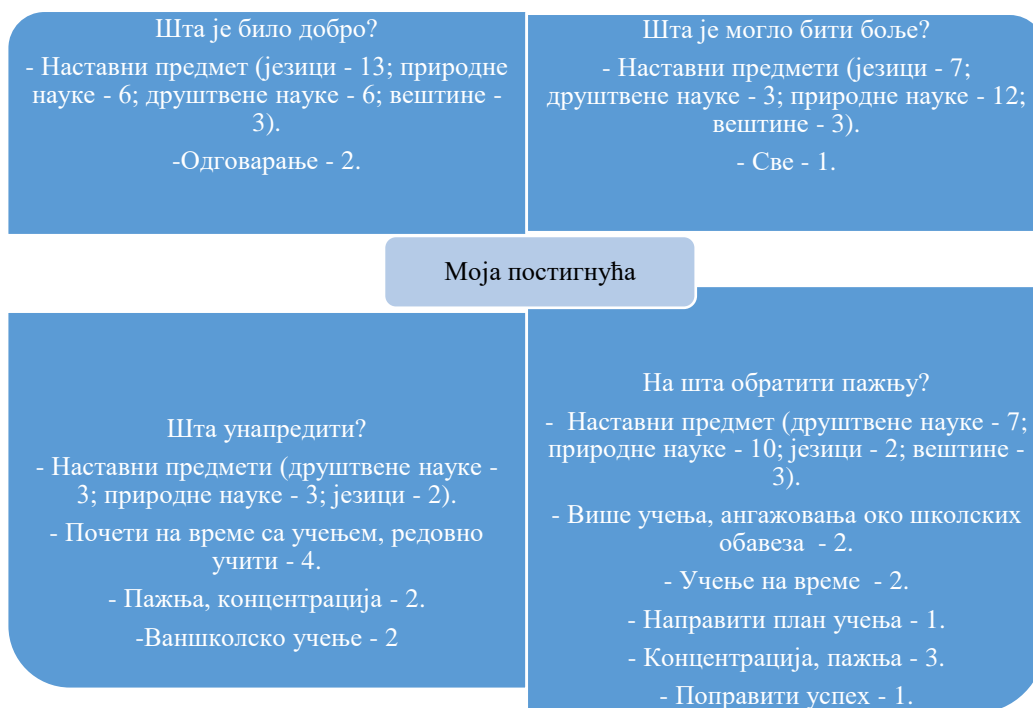 Шта је било добро?
- Наставни предмет (језици - 13; природне
науке - 6; друштвене науке - 6; вештине -
3).
-Одговарање - 2.
Шта је могло бити боље?
- Наставни предмети (језици - 7;
друштвене науке - 3; природне науке - 12;
вештине - 3).
- Све - 1.
Моја постигнућа
Шта унапредити?
- Наставни предмети (друштвене науке -
3; природне науке - 3; језици - 2).
- Почети на време са учењем, редовно
учити - 4.
- Пажња, концентрација - 2.
-Ваншколско учење - 2
На шта обратити пажњу?
- Наставни предмет (друштвене науке - 7;
природне науке - 10; језици - 2; вештине -
3).
- Више учења, ангажовања око школских
обавеза - 2.
- Учење на време - 2.
- Направити план учења - 1.
- Концентрација, пажња - 3.
- Поправити успех - 1.